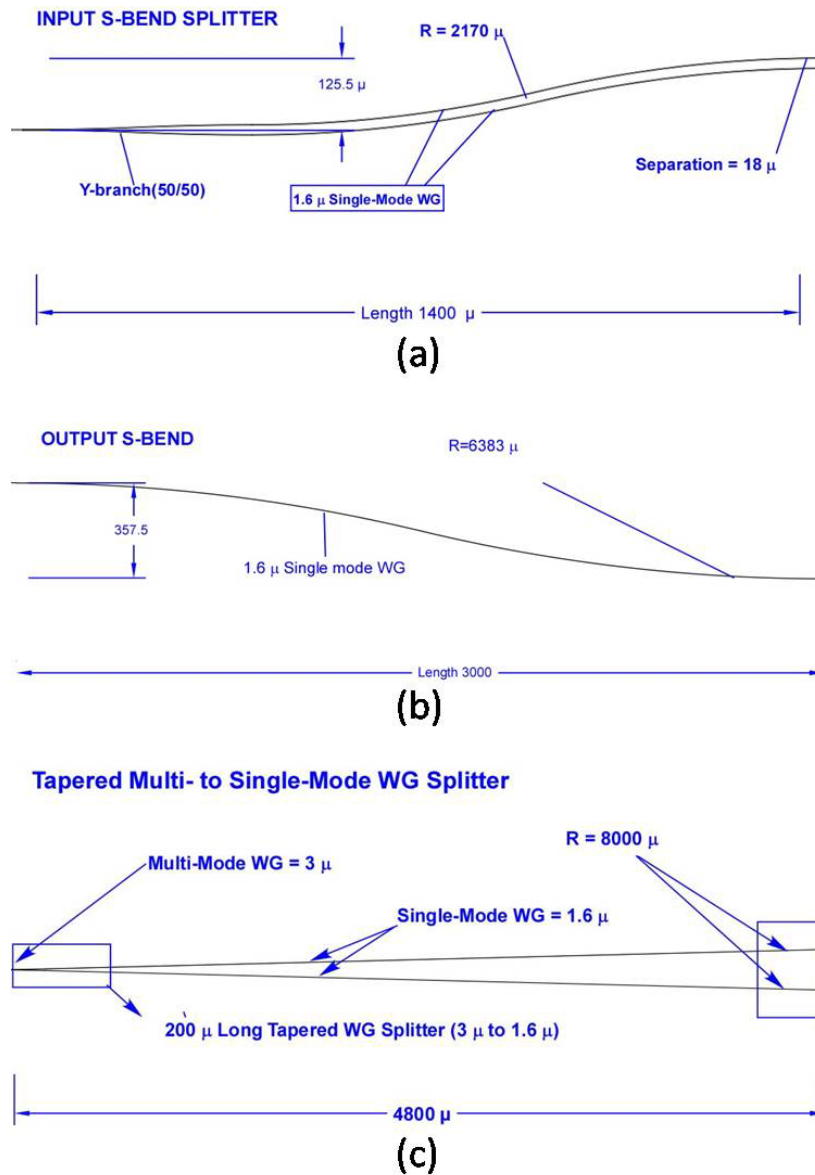 INPUT S-BEND SPLITTER
R = 2170 μ
125.5 μ
Y-branch(50/50)
1.6 μ Single-Mode WG
Separation = 18 μ
Length 1400 μ
(a)
OUTPUT S-BEND
R=6383 μ
357.5
1.6 μ Single mode WG
Length 3000
(b)
Tapered Multi- to Single-Mode WG Splitter
R = 8000 μ
Multi-Mode WG = 3 μ
Single-Mode WG = 1.6 μ
200 μ Long Tapered WG Splitter (3 μ to 1.6 μ)
4800 μ
(c)